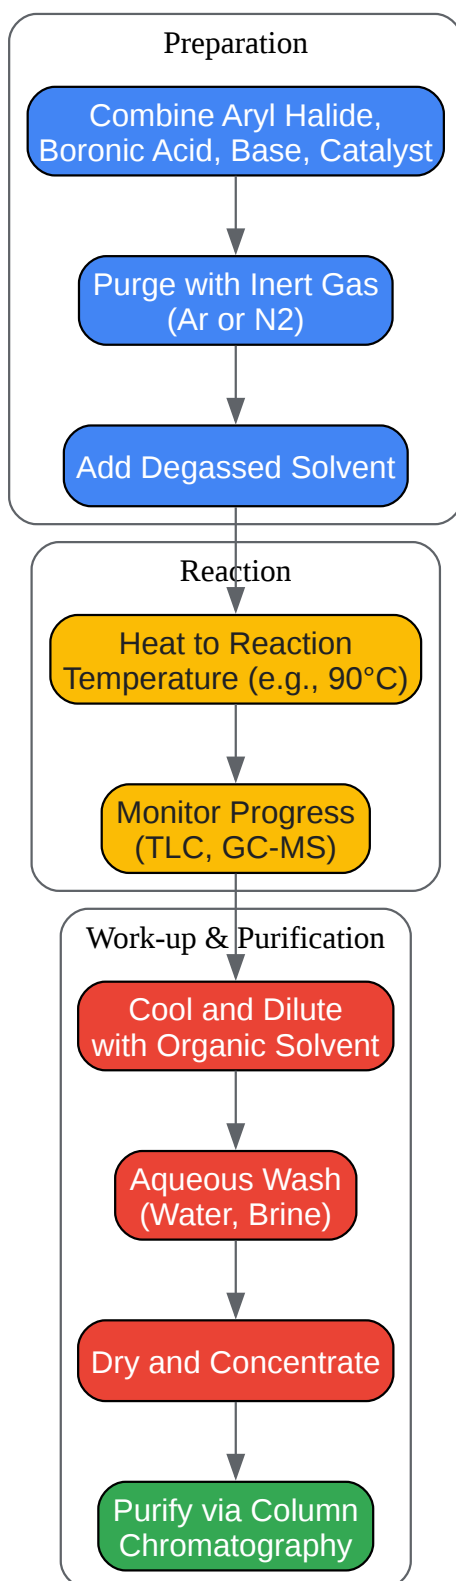 Preparation
Combine Aryl Halide,
Boronic Acid, Base, Catalyst
Purge with Inert Gas
(Ar or N2)
Add Degassed Solvent
Reaction
Heat to Reaction
Temperature (e.g., 90°C)
Monitor Progress
(TLC, GC-MS)
Work-up & Purification
Cool and Dilute
with Organic Solvent
Aqueous Wash
(Water, Brine)
Dry and Concentrate
Purify via Column
Chromatography